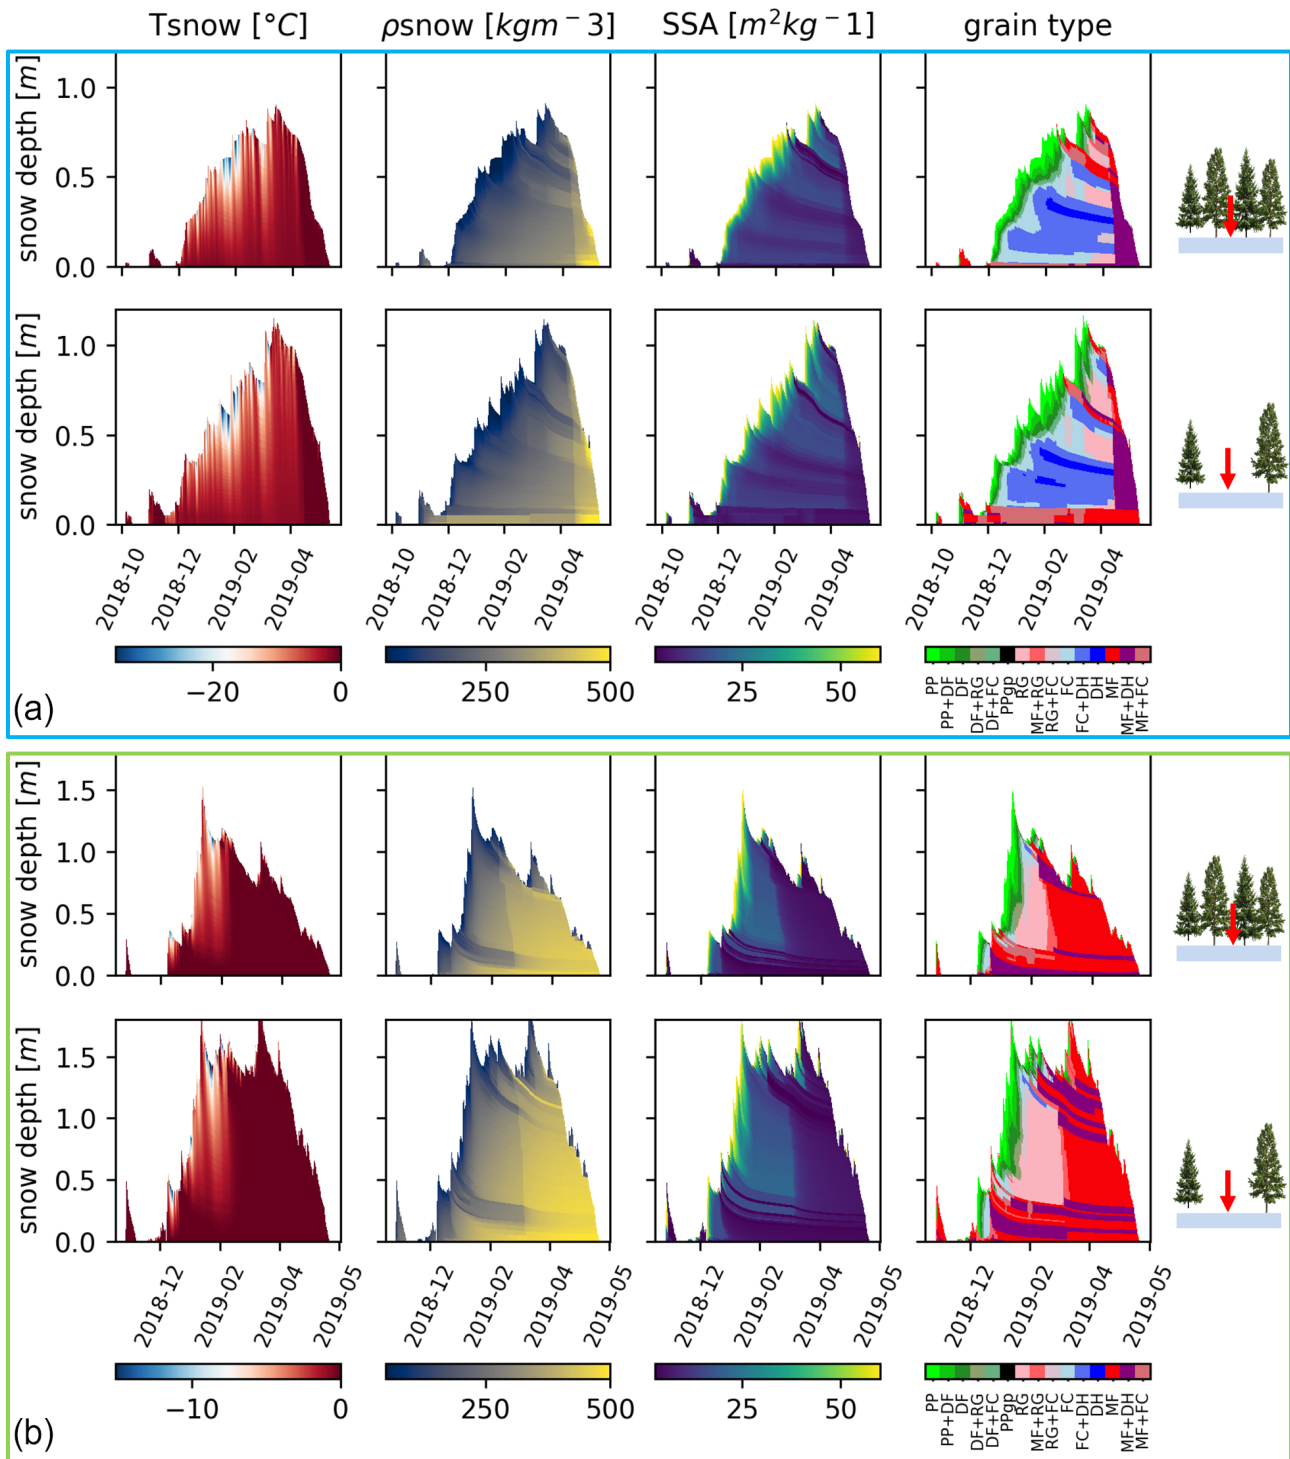 Tsnow [°C] ρsnow [kgm − 3] SSA [m²kg − 1] grain type
snow depth [m]
1.0
0.5
0.0
snow depth [m]
1.0
0.5
0.0
2018-10 2018-12 2019-02 2019-04 2018-10 2018-12 2019-02 2019-04 2018-10 2018-12 2019-02 2019-04 2018-10 2018-12 2019-02 2019-04
−20 0 250 500 25 50
PP PP+DF DF DF+RG DF+FC PPgp RG MF+RG RG+FC FC FC+DH DH MF MF+DH MF+FC
(a)
snow depth [m]
1.5
1.0
0.5
0.0
snow depth [m]
1.5
1.0
0.5
0.0
2018-12 2019-02 2019-04 2019-05 2018-12 2019-02 2019-04 2019-05 2018-12 2019-02 2019-04 2019-05 2018-12 2019-02 2019-04 2019-05
−10 0 250 500 25 50
PP PP+DF DF DF+RG DF+FC PPgp RG MF+RG RG+FC FC FC+DH DH MF MF+DH MF+FC
(b)